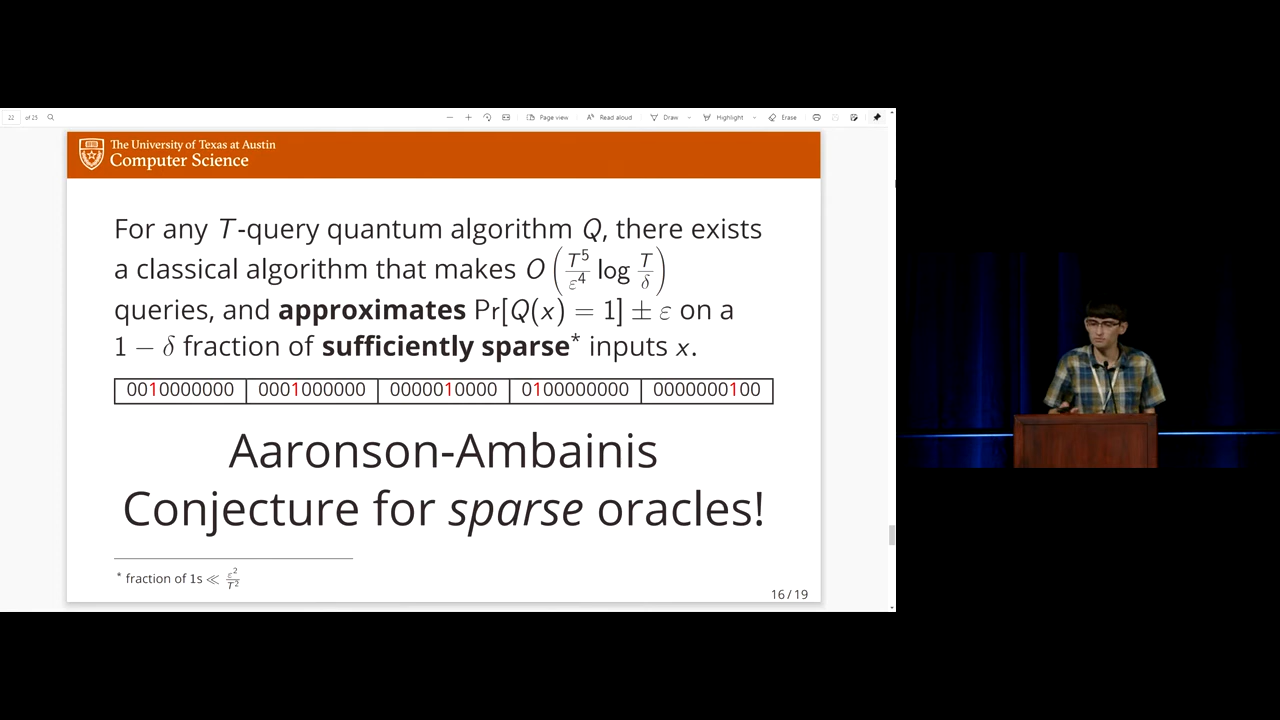 22 of 25
Page view
Read aloud
Draw
Highlight
Erase
The University of Texas at Austin
Computer Science
For any T-query quantum algorithm Q, there exists
a classical algorithm that makes O(T^5/ε^4 log T/δ)
queries, and approximates Pr[Q(x) = 1] ± ε on a
1 − δ fraction of sufficiently sparse* inputs x.
0010000000 0001000000 0000010000 0100000000 0000000100
Aaronson-Ambainis
Conjecture for sparse oracles!
* fraction of 1s ≪ ε^2/T^2
16 / 19